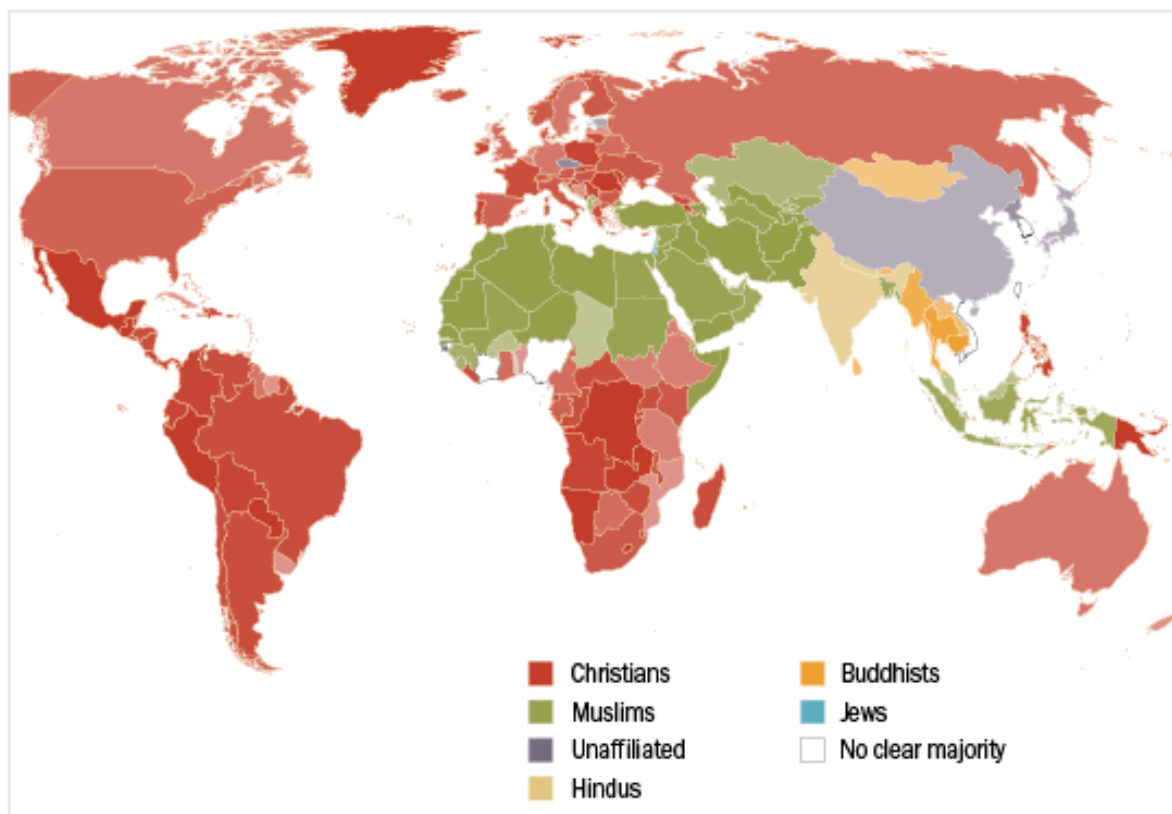 Christians
Muslims
Unaffiliated
Hindus
Buddhists
Jews
No clear majority